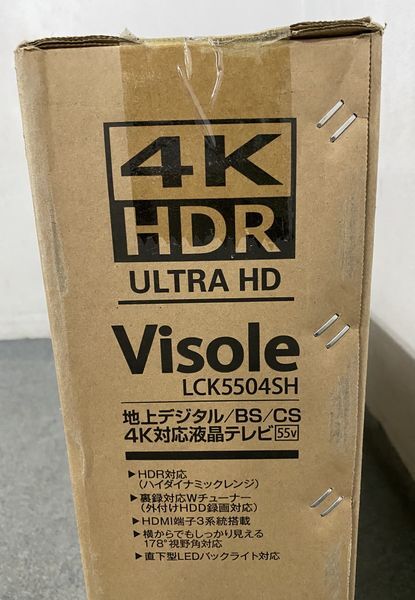 4K
HDR
ULTRA HD
Visole
LCK5504SH
地上デジタル/BS/CS
4K対応液晶テレビ 55v
▶HDR対応
(ハイダイナミックレンジ)
▶裏録対応Wチューナー
(外付けHDD録画対応)
▶HDMI端子3系統搭載
▶横からでもしっかり見える
178°視野角対応
▶直下型LEDバックライト対応